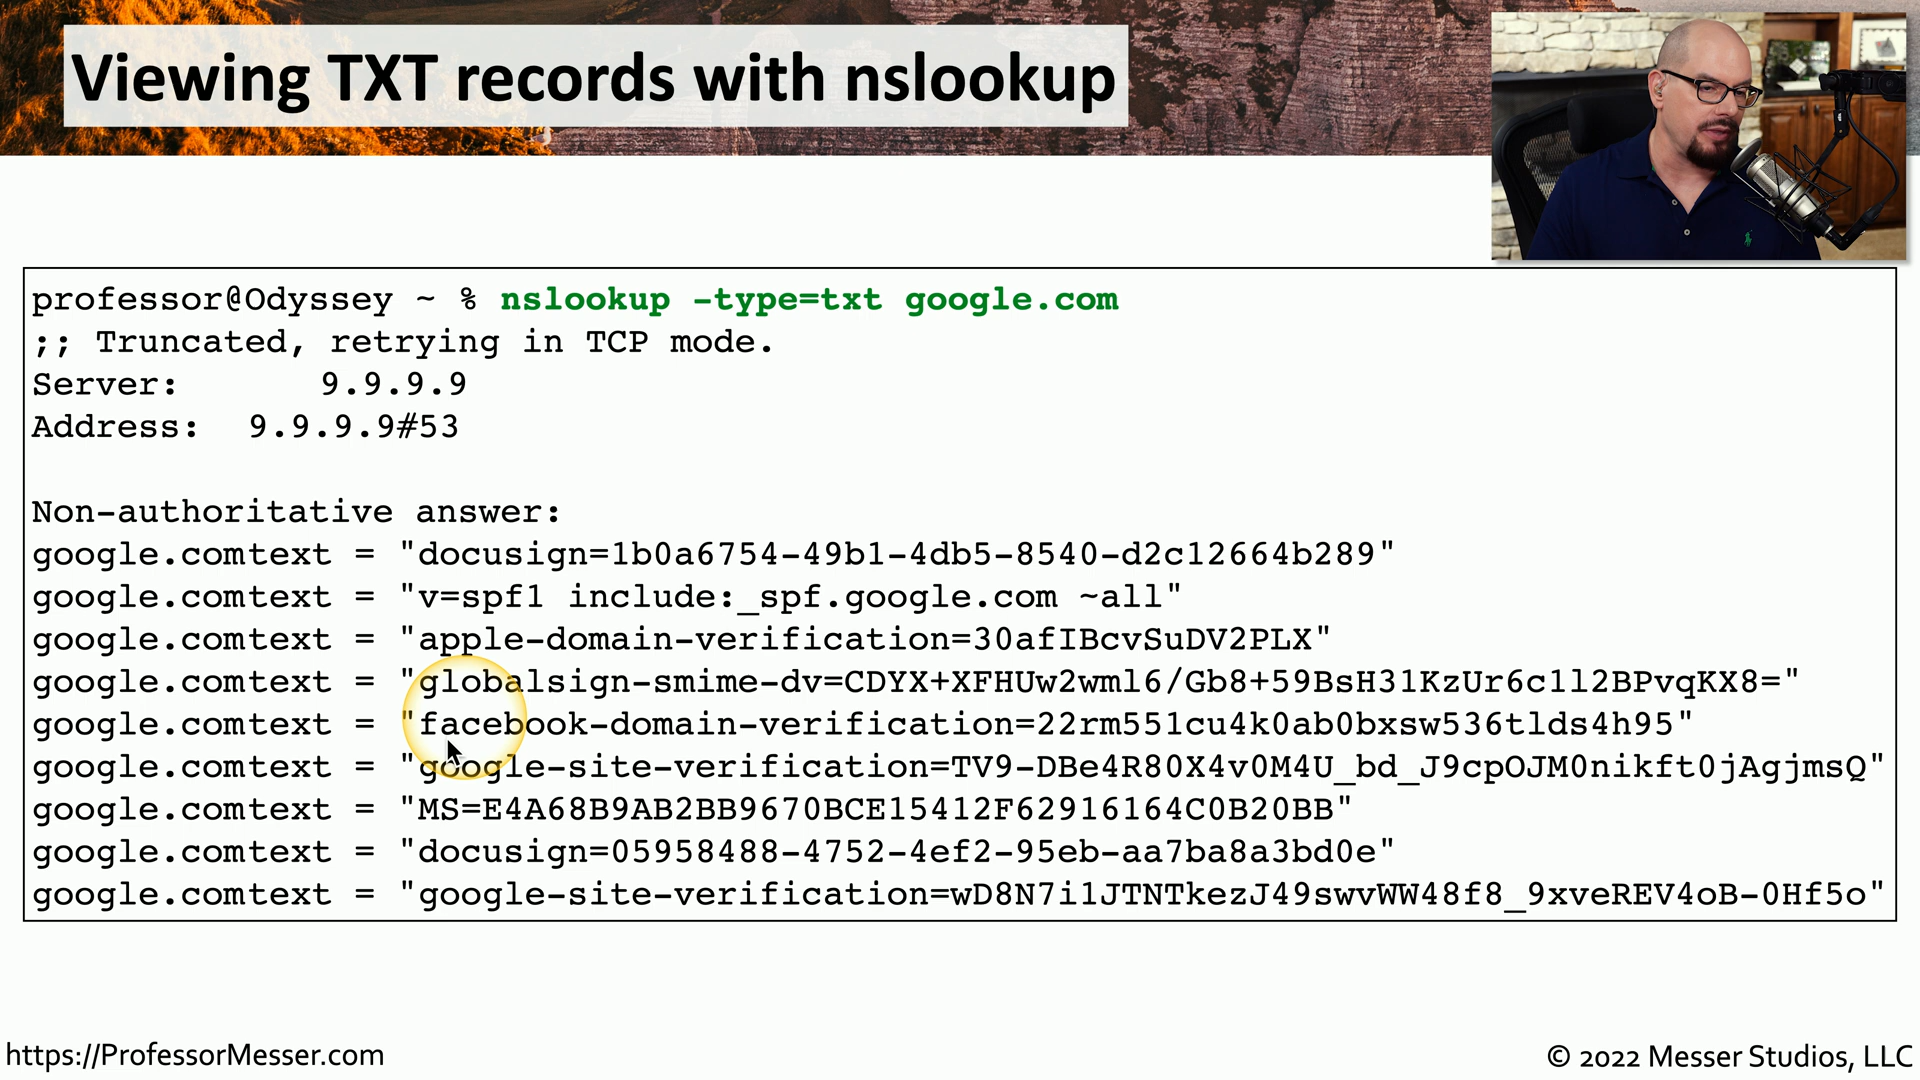 Viewing TXT records with nslookup
professor@Odyssey ~ % nslookup -type=txt google.com
;; Truncated, retrying in TCP mode.
Server: 9.9.9.9
Address: 9.9.9.9#53
Non-authoritative answer:
google.comtext = "docusign=1b0a6754-49b1-4db5-8540-d2c12664b289"
google.comtext = "v=spf1 include:_spf.google.com ~all"
google.comtext = "apple-domain-verification=30afIBcvSuDV2PLX"
google.comtext = "globalsign-smime-dv=CDYX+XFHUw2wml6/Gb8+59BsH31KzUr6c1l2BPvqKX8="
google.comtext = "facebook-domain-verification=22rm551cu4k0ab0bxsw536tlds4h95"
google.comtext = "google-site-verification=TV9-DBe4R80X4v0M4U_bd_J9cpOJM0nikft0jAgjmsQ"
google.comtext = "MS=E4A68B9AB2BB9670BCE15412F62916164C0B20BB"
google.comtext = "docusign=05958488-4752-4ef2-95eb-aa7ba8a3bd0e"
google.comtext = "google-site-verification=wD8N7i1JTNTkezJ49swvWW48f8_9xveREV4oB-0Hf5o"
https://ProfessorMesser.com
© 2022 Messer Studios, LLC